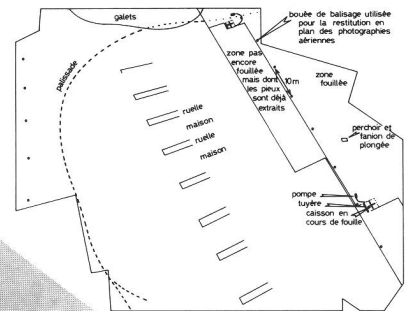 galets
bouée de balisage utilisée
pour la restitution en
plan des photographies
aériennes
zone pas
encore
fouillée
mais dont
les pieux
sont déjà
extraits
10m
zone
fouillée
palissade
ruelle
maison
ruelle
maison
perchoir et
fanion de
plongée
pompe
tuyère
caisson en
cours de fouille